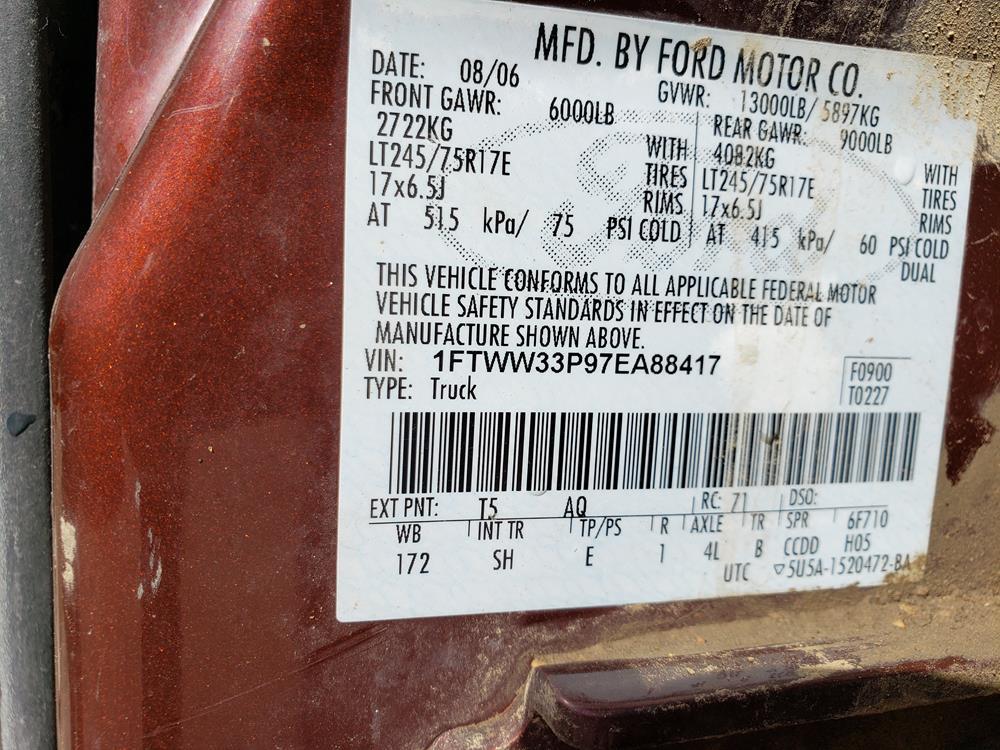 MFD. BY FORD MOTOR CO.
DATE: 08/06 GVWR: 13000LB/ 5897KG
FRONT GAWR: 6000LB REAR GAWR: 9000LB
2722KG WITH 4082KG WITH
LT245/75R17E TIRES LT245/75R17E TIRES
17x6.5J RIMS 17x6.5J RIMS
AT 515 kPa/ 75 PSI COLD AT 415 kPa/ 60 PSI COLD
DUAL
THIS VEHICLE CONFORMS TO ALL APPLICABLE FEDERAL MOTOR
VEHICLE SAFETY STANDARDS IN EFFECT ON THE DATE OF
MANUFACTURE SHOWN ABOVE.
VIN: 1FTWW33P97EA88417 F0900
TYPE: Truck T0227
EXT PNT: T5 AQ RC: 71 DSO:
WB INT TR TP/PS R AXLE TR SPR 6F710
172 SH E 1 4L B CCDD H05
UTC ▽5U5A-1520472-BA